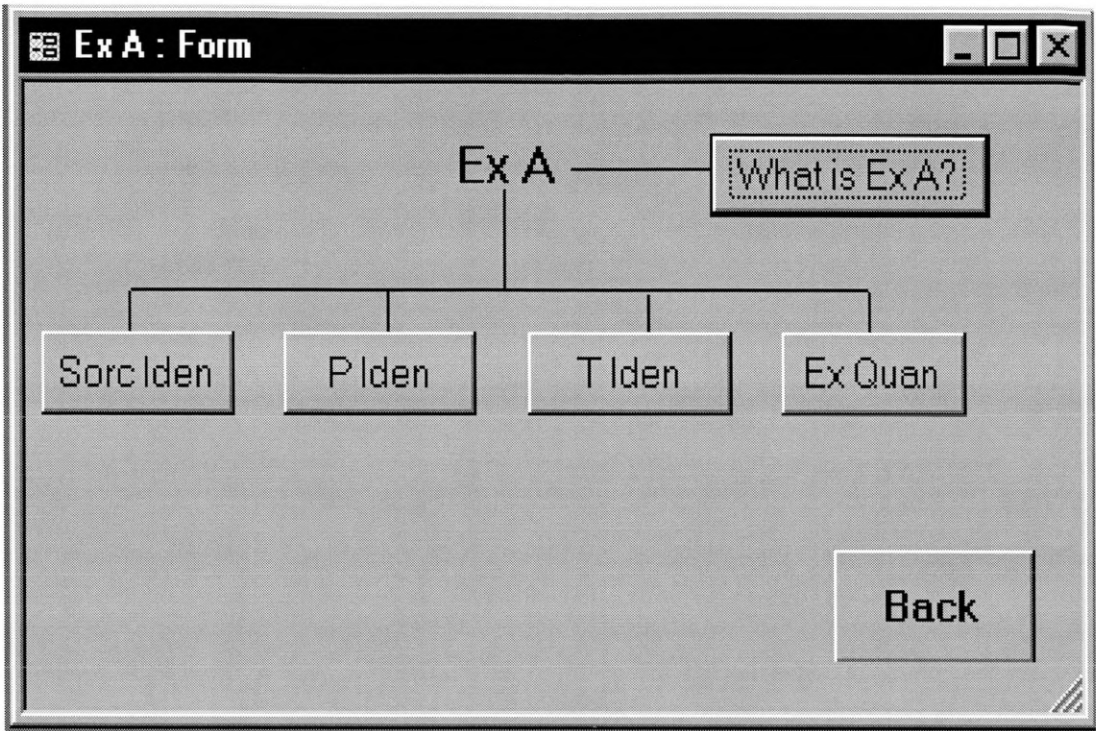 Ex A : Form
Ex A
What is Ex A?
Sorc Iden
P Iden
T Iden
Ex Quan
Back